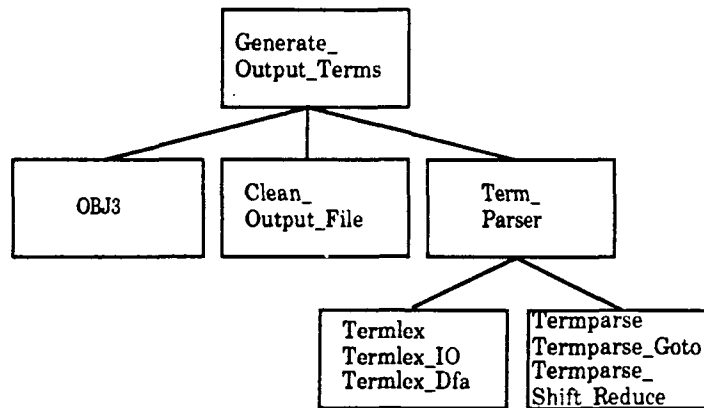 Generate_
Output_Terms
OBJ3
Clean_
Output_File
Term_
Parser
Termlex
Termlex_IO
Termlex_Dfa
Termparse
Termparse_Goto
Termparse_
Shift_Reduce